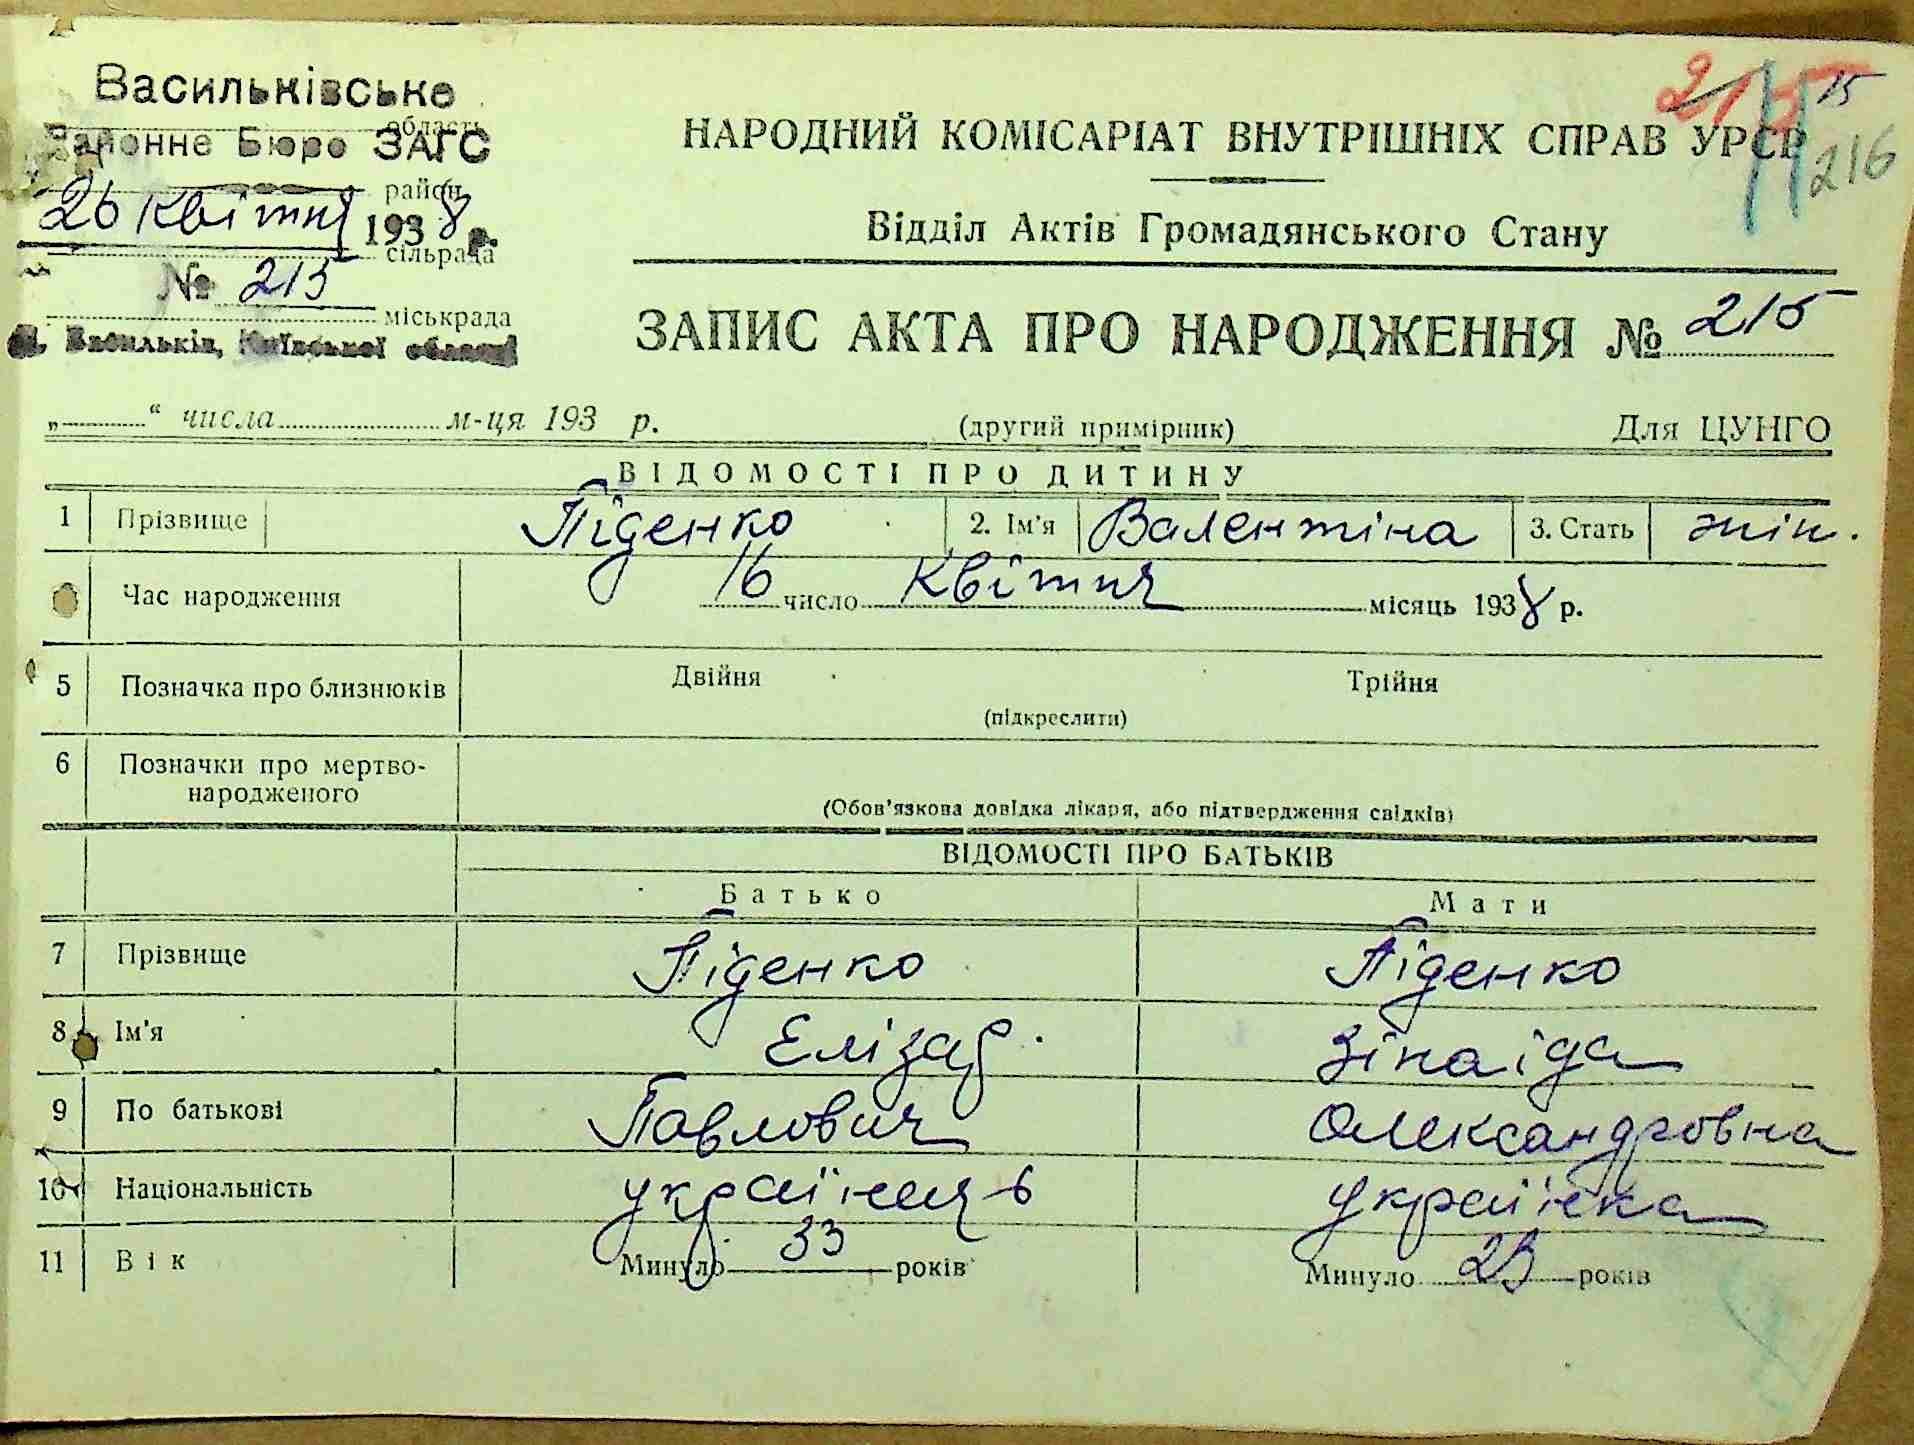 Васильківське
область
Районне Бюро ЗАГС
район
26 квітня 1938 р.
сільрада
№ 215
міськрада
м. Васильків, Київської області
215
15
216
НАРОДНИЙ КОМІСАРІАТ ВНУТРІШНІХ СПРАВ УРСР
Відділ Актів Громадянського Стану
ЗАПИС АКТА ПРО НАРОДЖЕННЯ № 215
„ “ числа м-ця 193 р. (другий примірник) Для ЦУНГО
ВІДОМОСТІ ПРО ДИТИНУ
1 Прізвище Піденко 2. Ім'я Валентіна 3. Стать жін.
Час народження 16 число квітня місяць 1938 р.
5 Позначка про близнюків Двійня Трійня
(підкреслити)
6 Позначки про мертво-
народженого
(Обов'язкова довідка лікаря, або підтвердження свідків)
ВІДОМОСТІ ПРО БАТЬКІВ
Батько Мати
7 Прізвище Піденко Піденко
8 Ім'я Елізар Зінаіда
9 По батькові Павлович Олександровна
10 Національність українець українка
11 Вік Минуло 33 років Минуло 23 років